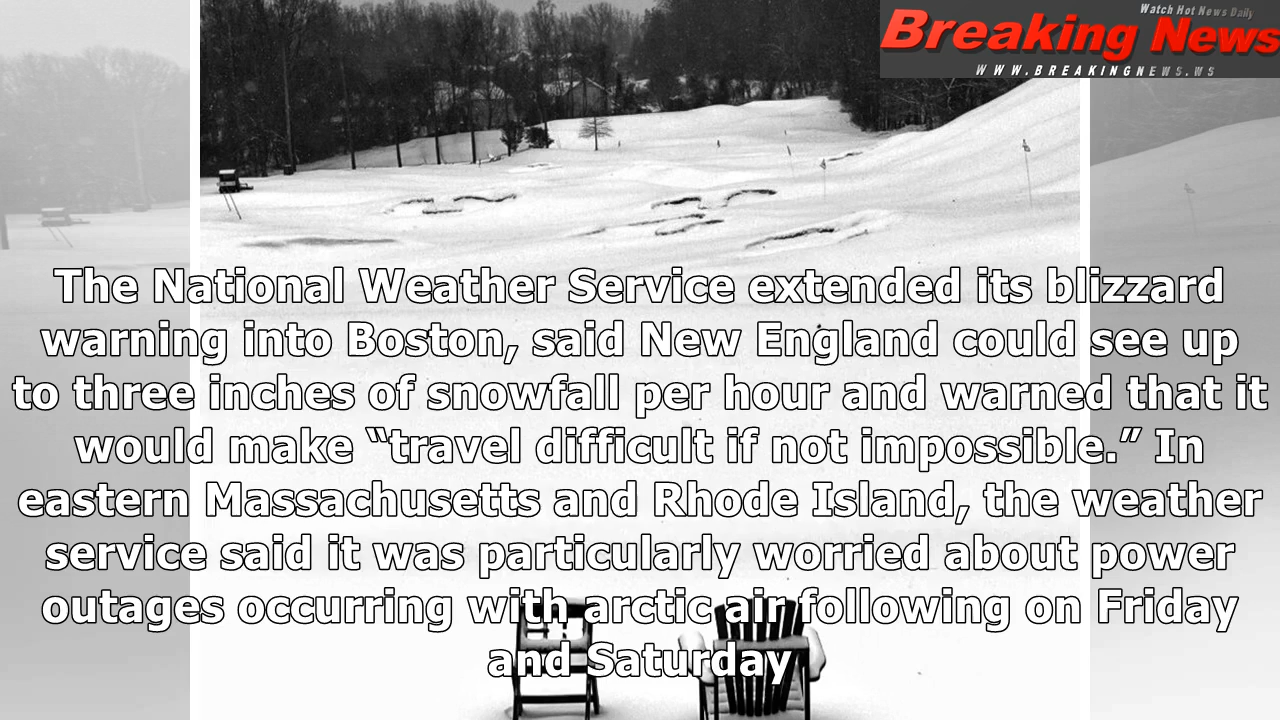 Watch Hot News Daily
Breaking News
WWW.BREAKINGNEWS.WS
The National Weather Service extended its blizzard
warning into Boston, said New England could see up
to three inches of snowfall per hour and warned that it
would make “travel difficult if not impossible.” In
eastern Massachusetts and Rhode Island, the weather
service said it was particularly worried about power
outages occurring with arctic air following on Friday
and Saturday